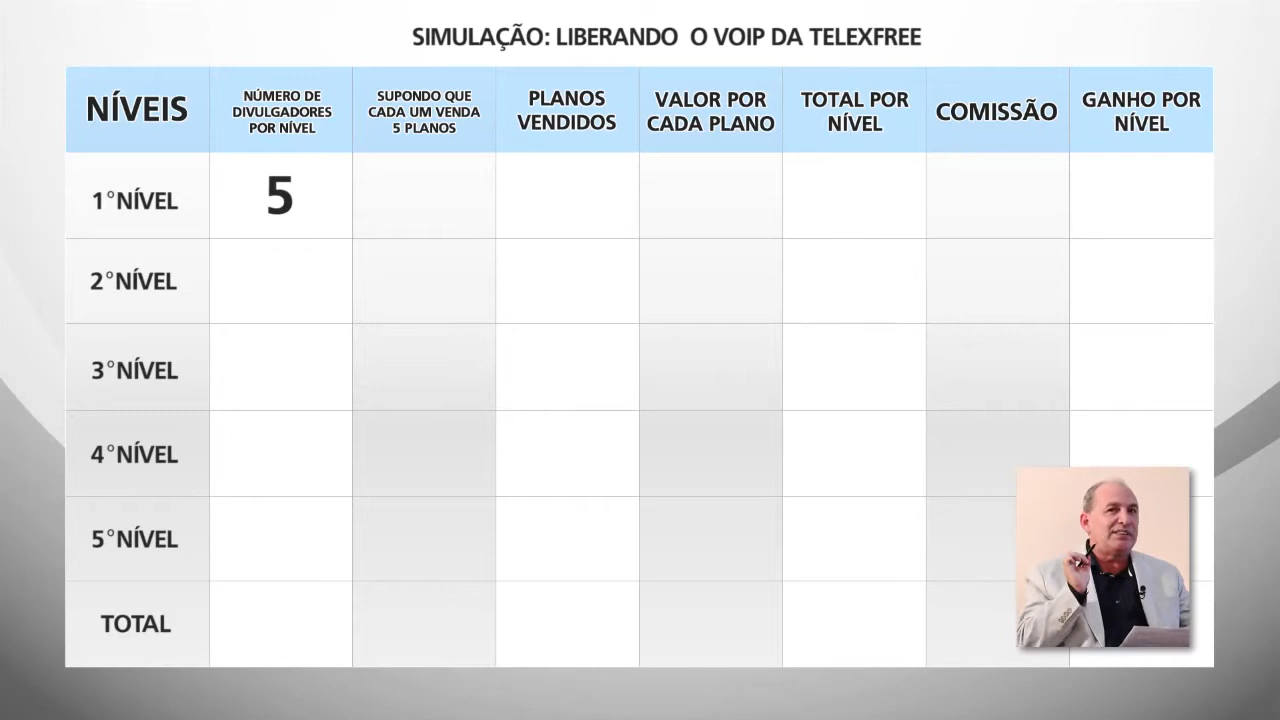 SIMULAÇÃO: LIBERANDO O VOIP DA TELEXFREE
NÍVEIS
NÚMERO DE
DIVULGADORES
POR NÍVEL
SUPONDO QUE
CADA UM VENDA
5 PLANOS
PLANOS
VENDIDOS
VALOR POR
CADA PLANO
TOTAL POR
NÍVEL
COMISSÃO
GANHO POR
NÍVEL
1°NÍVEL
5
2°NÍVEL
3°NÍVEL
4°NÍVEL
5°NÍVEL
TOTAL